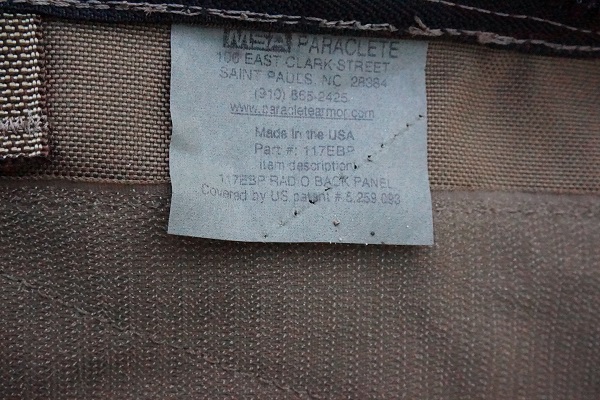 MSA PARACLETE
106 EAST CLARK STREET
SAINT PAULS, NC 28384
(910) 865-2425
www.paracletearmor.com
Made in the USA
Part #: 117EBP
Item description:
117EBP RADIO BACK PANEL
Covered by US patent # 5,259,093